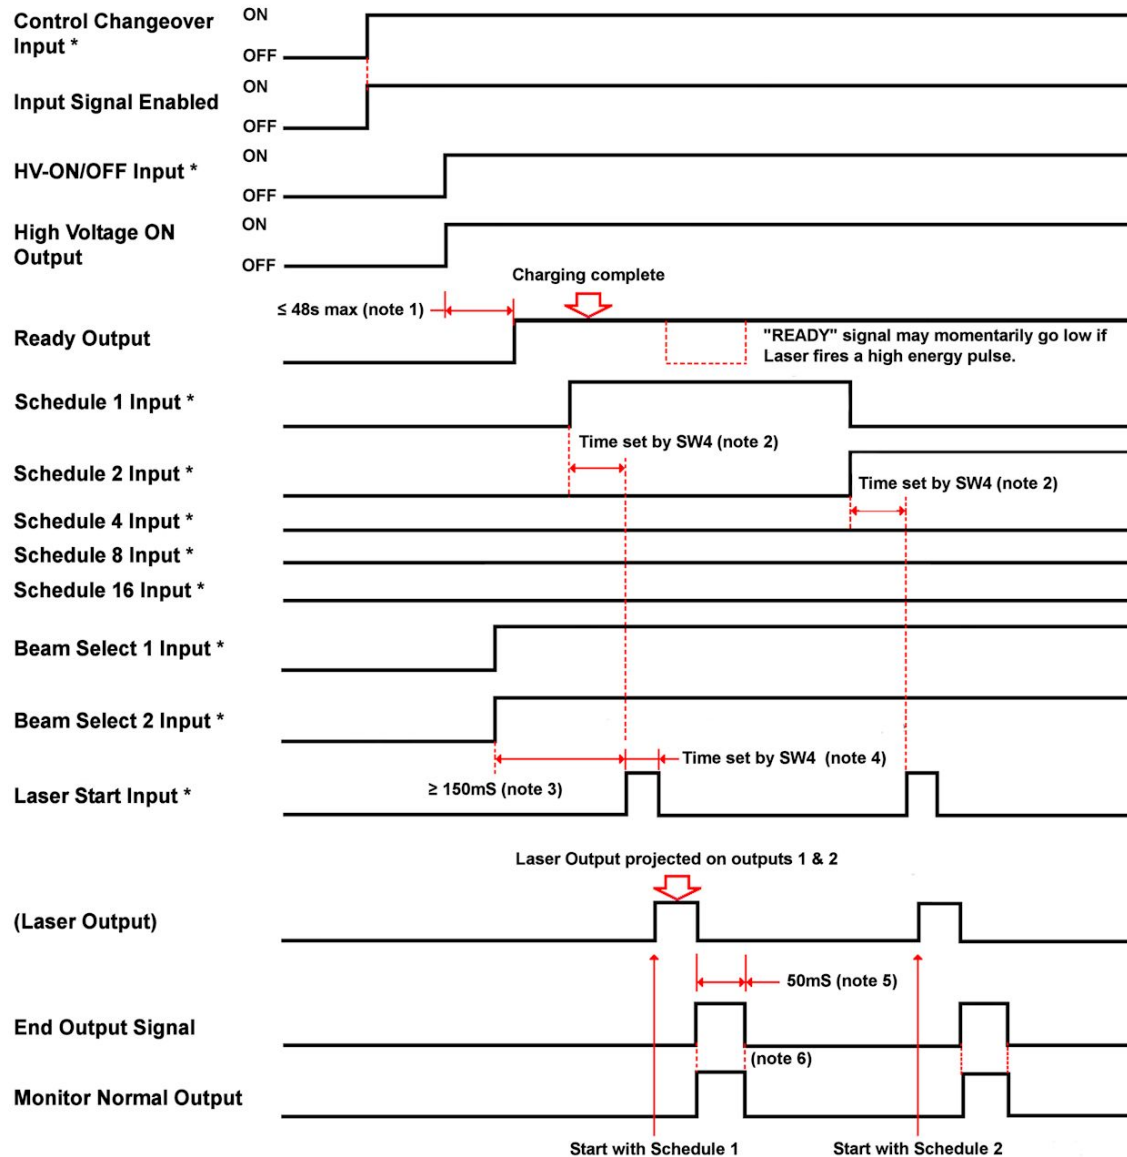 Control Changeover
Input *
ON
OFF
Input Signal Enabled
ON
OFF
HV-ON/OFF Input *
ON
OFF
High Voltage ON
Output
ON
OFF
Charging complete
≤ 48s max (note 1)
Ready Output
"READY" signal may momentarily go low if
Laser fires a high energy pulse.
Schedule 1 Input *
Time set by SW4 (note 2)
Schedule 2 Input *
Time set by SW4 (note 2)
Schedule 4 Input *
Schedule 8 Input *
Schedule 16 Input *
Beam Select 1 Input *
Beam Select 2 Input *
Time set by SW4 (note 4)
≥ 150mS (note 3)
Laser Start Input *
Laser Output projected on outputs 1 & 2
(Laser Output)
50mS (note 5)
End Output Signal
(note 6)
Monitor Normal Output
Start with Schedule 1
Start with Schedule 2